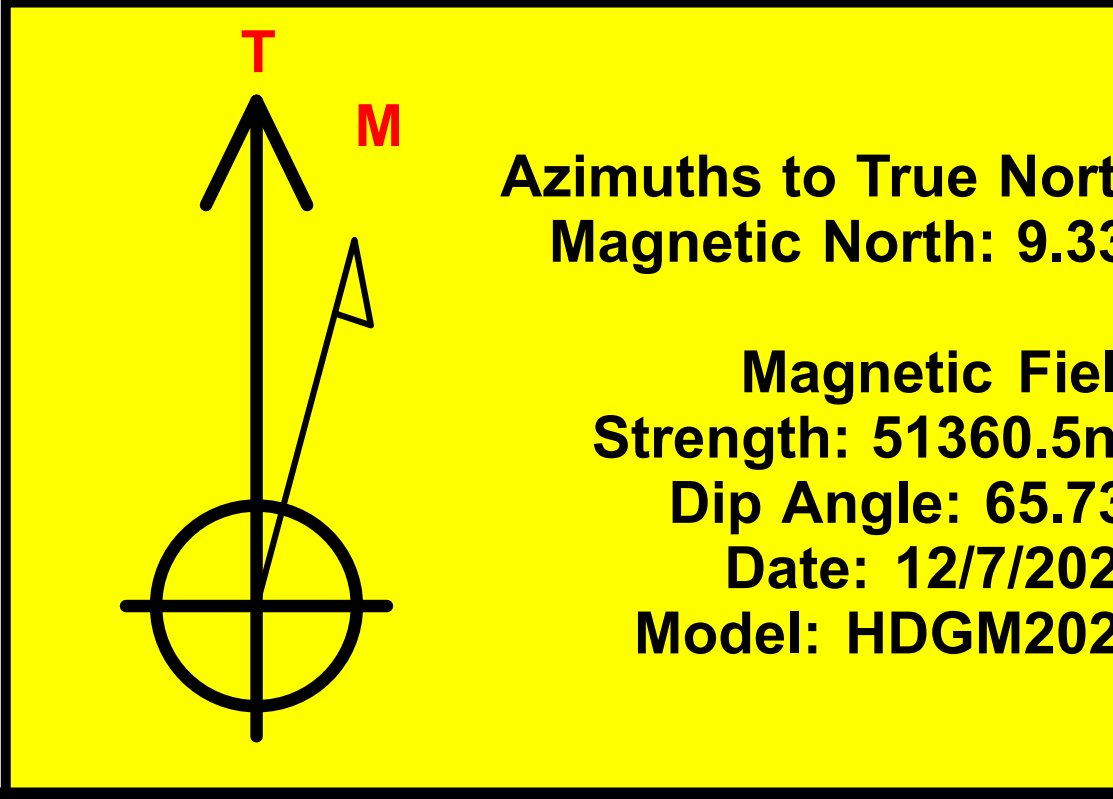 T
M
Azimuths to True Nort
Magnetic North: 9.33
Magnetic Fiel
Strength: 51360.5n
Dip Angle: 65.73
Date: 12/7/202
Model: HDGM202